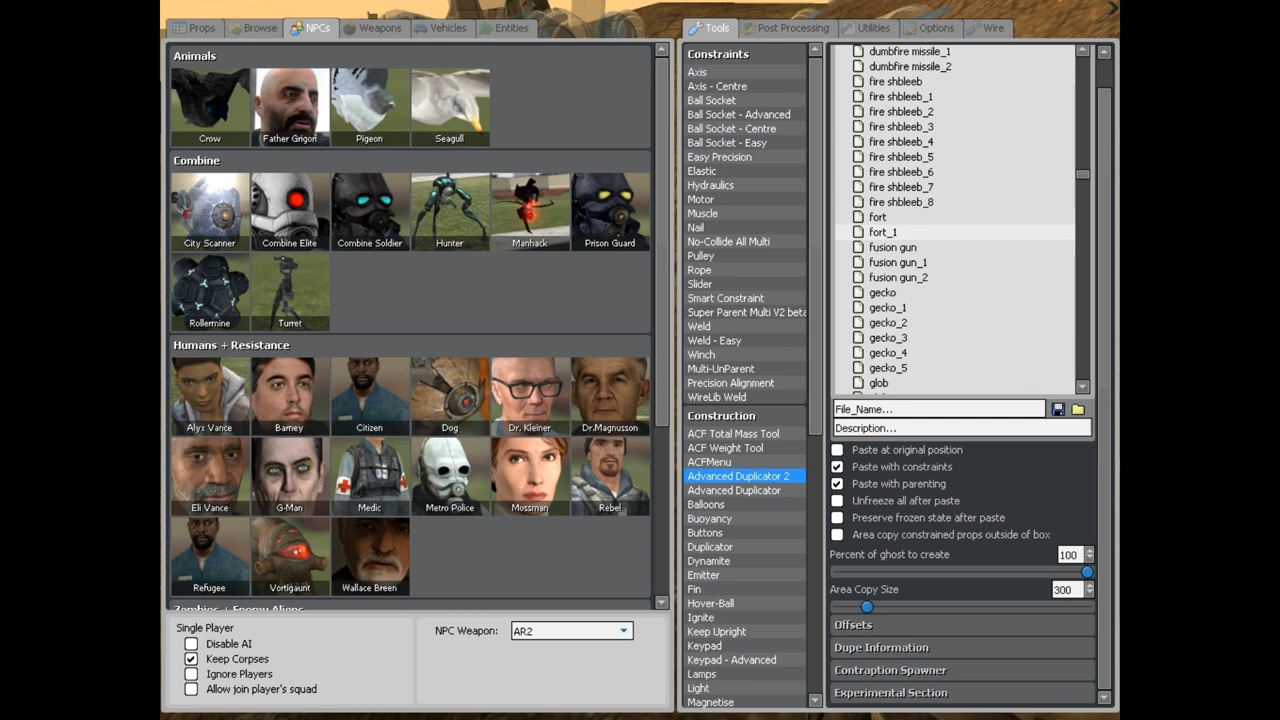 Props Browse NPCs Weapons Vehicles Entities
Animals
Crow Father Grigori Pigeon Seagull
Combine
City Scanner Combine Elite Combine Soldier Hunter Manhack Prison Guard
Rollermine Turret
Humans + Resistance
Alyx Vance Barney Citizen Dog Dr. Kleiner Dr.Magnusson
Eli Vance G-Man Medic Metro Police Mossman Rebel
Refugee Vortigaunt Wallace Breen
Zombies + Enemy Aliens
Single Player
Disable AI
Keep Corpses
Ignore Players
Allow join player's squad
NPC Weapon: AR2
Tools Post Processing Utilities Options Wire
Constraints
Axis
Axis - Centre
Ball Socket
Ball Socket - Advanced
Ball Socket - Centre
Ball Socket - Easy
Easy Precision
Elastic
Hydraulics
Motor
Muscle
Nail
No-Collide All Multi
Pulley
Rope
Slider
Smart Constraint
Super Parent Multi V2 beta
Weld
Weld - Easy
Winch
Multi-UnParent
Precision Alignment
WireLib Weld
Construction
ACF Total Mass Tool
ACF Weight Tool
ACFMenu
Advanced Duplicator 2
Advanced Duplicator
Balloons
Buoyancy
Buttons
Duplicator
Dynamite
Emitter
Fin
Hover-Ball
Ignite
Keep Upright
Keypad
Keypad - Advanced
Lamps
Light
Magnetise
dumbfire missile_1
dumbfire missile_2
fire shbleeb
fire shbleeb_1
fire shbleeb_2
fire shbleeb_3
fire shbleeb_4
fire shbleeb_5
fire shbleeb_6
fire shbleeb_7
fire shbleeb_8
fort
fort_1
fusion gun
fusion gun_1
fusion gun_2
gecko
gecko_1
gecko_2
gecko_3
gecko_4
gecko_5
glob
File_Name...
Description...
Paste at original position
Paste with constraints
Paste with parenting
Unfreeze all after paste
Preserve frozen state after paste
Area copy constrained props outside of box
Percent of ghost to create 100
Area Copy Size 300
Offsets
Dupe Information
Contraption Spawner
Experimental Section